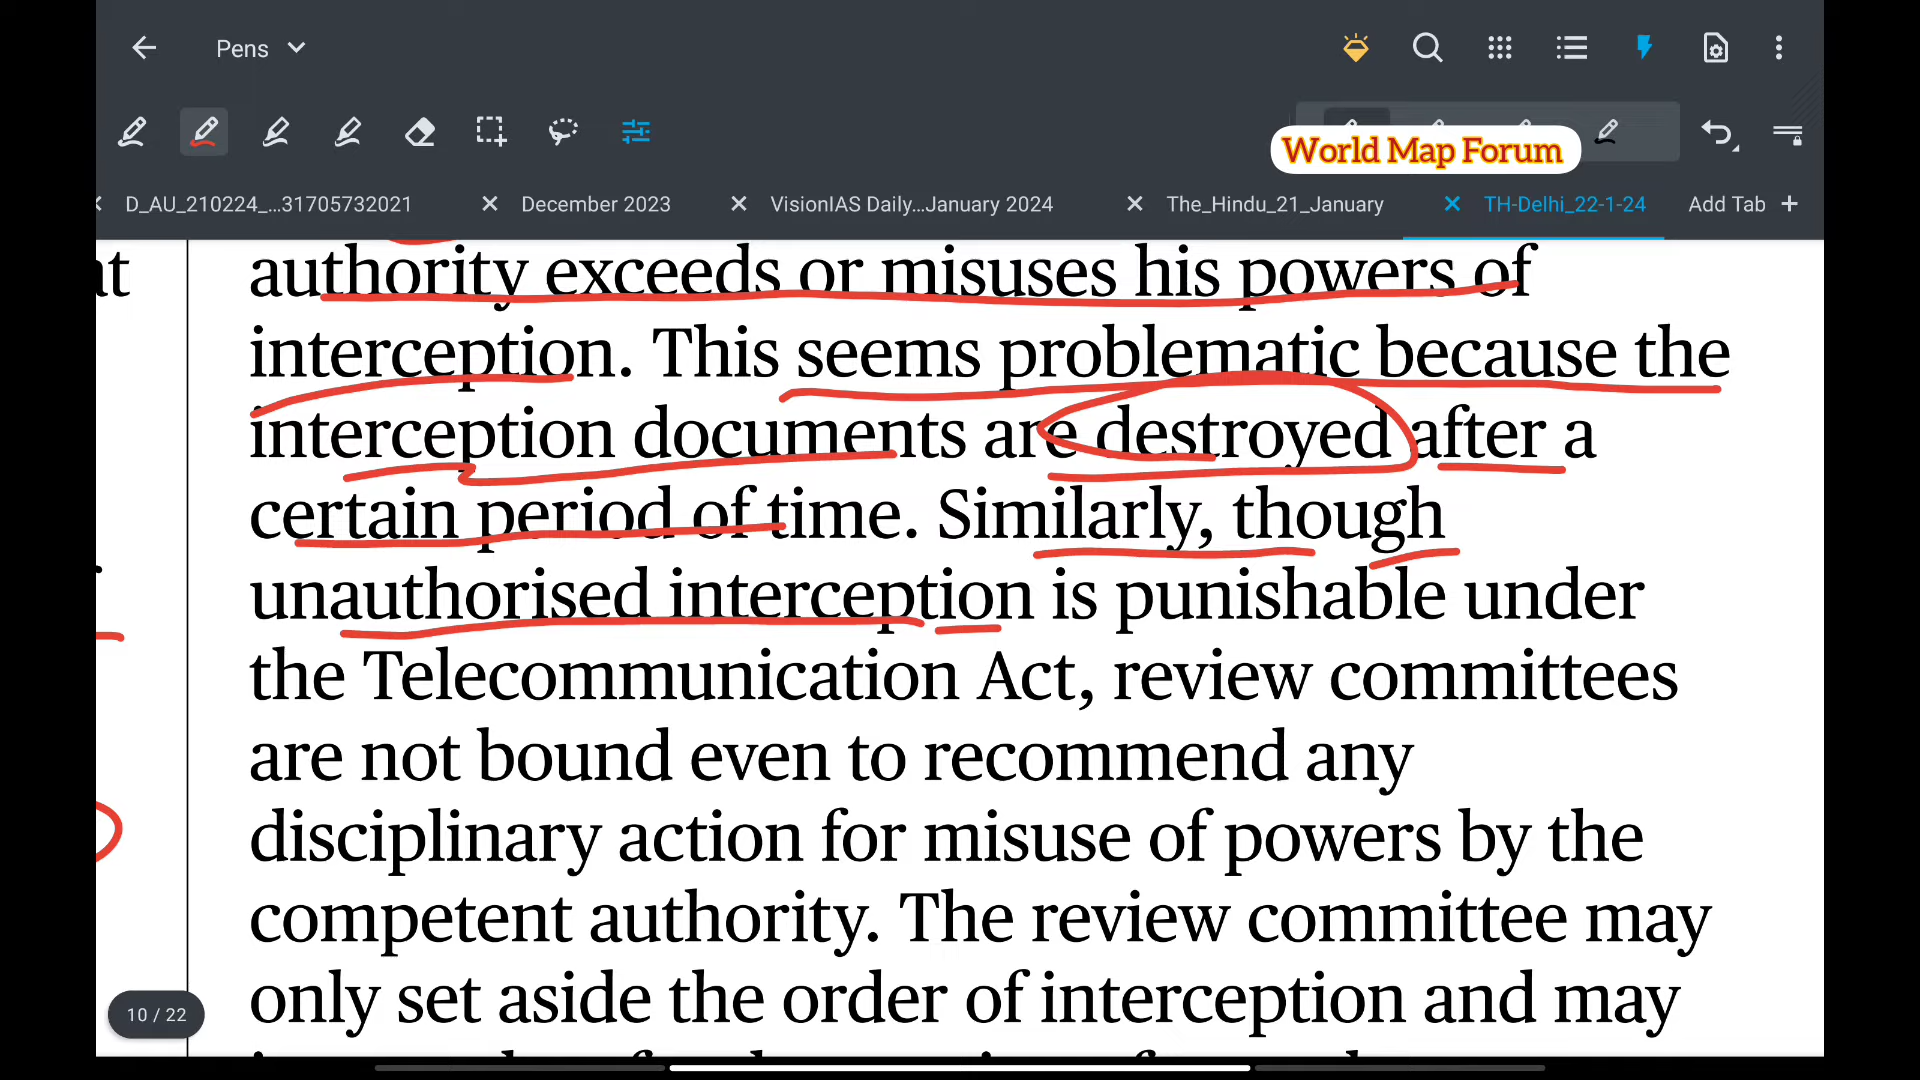 Pens
World Map Forum
D_AU_210224_...31705732021
December 2023
VisionIAS Daily...January 2024
The_Hindu_21_January
TH-Delhi_22-1-24
Add Tab +
at
authority exceeds or misuses his powers of
interception. This seems problematic because the
interception documents are destroyed after a
certain period of time. Similarly, though
unauthorised interception is punishable under
the Telecommunication Act, review committees
are not bound even to recommend any
disciplinary action for misuse of powers by the
competent authority. The review committee may
only set aside the order of interception and may
10 / 22